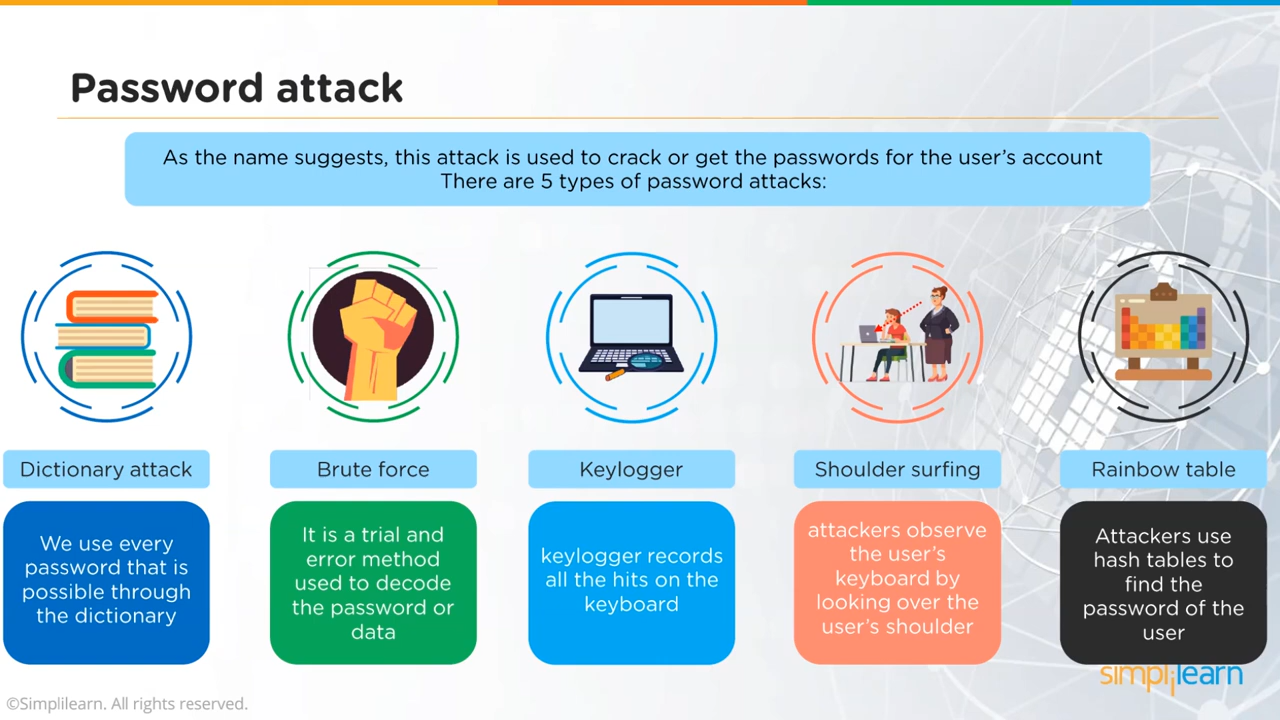 Password attack
As the name suggests, this attack is used to crack or get the passwords for the user's account
There are 5 types of password attacks:
Dictionary attack
We use every
password that is
possible through
the dictionary
Brute force
It is a trial and
error method
used to decode
the password or
data
Keylogger
keylogger records
all the hits on the
keyboard
Shoulder surfing
attackers observe
the user's
keyboard by
looking over the
user's shoulder
Rainbow table
Attackers use
hash tables to
find the
password of the
user
simplilearn
©Simplilearn. All rights reserved.